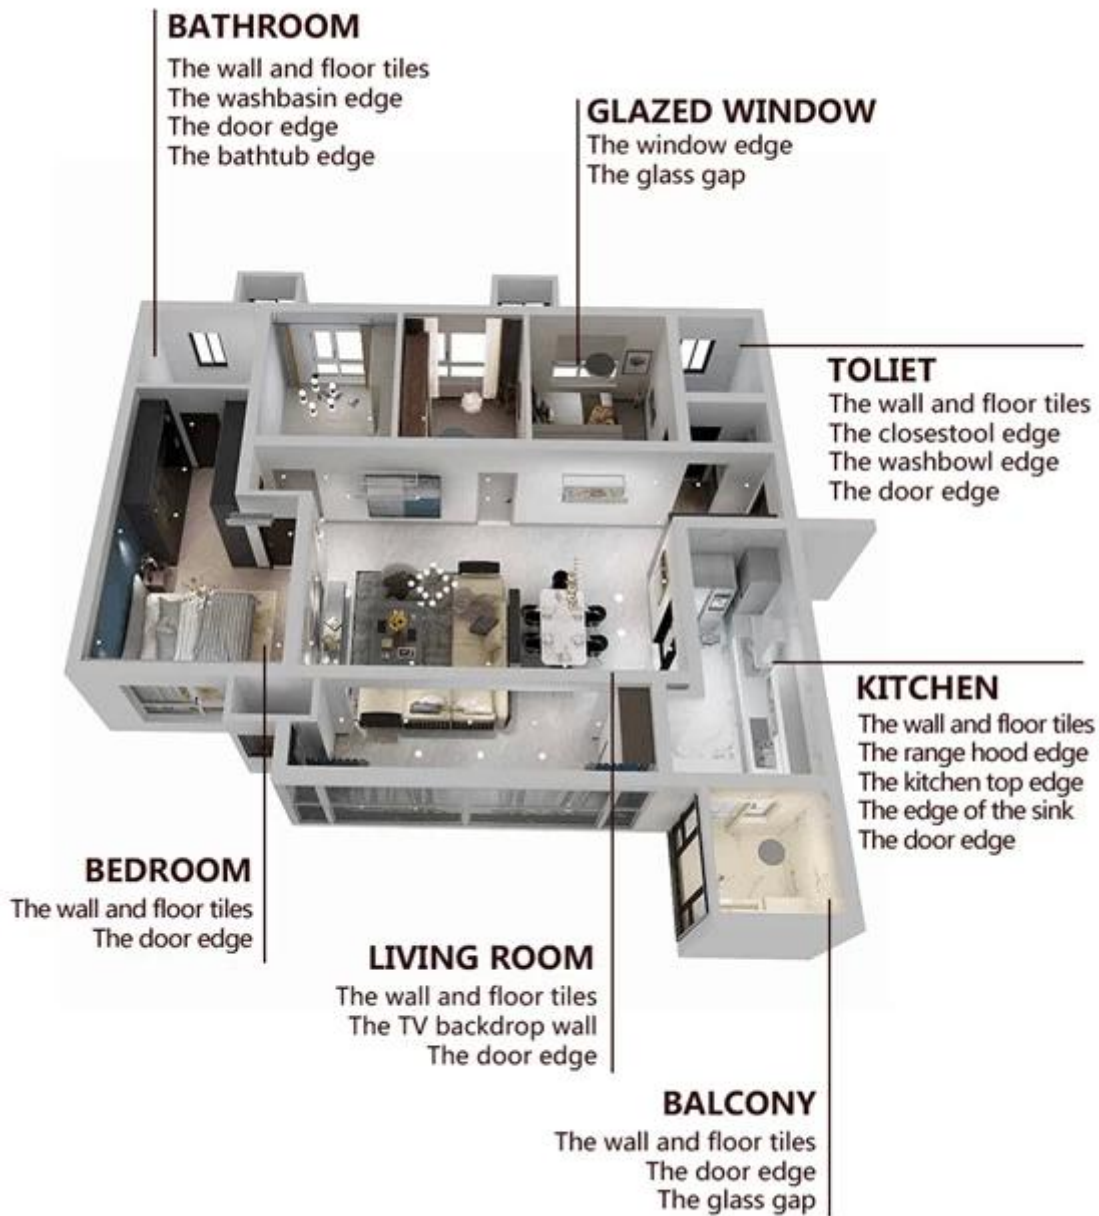 BATHROOM
The wall and floor tiles
The washbasin edge
The door edge
The bathtub edge
GLAZED WINDOW
The window edge
The glass gap
TOLIET
The wall and floor tiles
The closestool edge
The washbowl edge
The door edge
KITCHEN
The wall and floor tiles
The range hood edge
The kitchen top edge
The edge of the sink
The door edge
BEDROOM
The wall and floor tiles
The door edge
LIVING ROOM
The wall and floor tiles
The TV backdrop wall
The door edge
BALCONY
The wall and floor tiles
The door edge
The glass gap